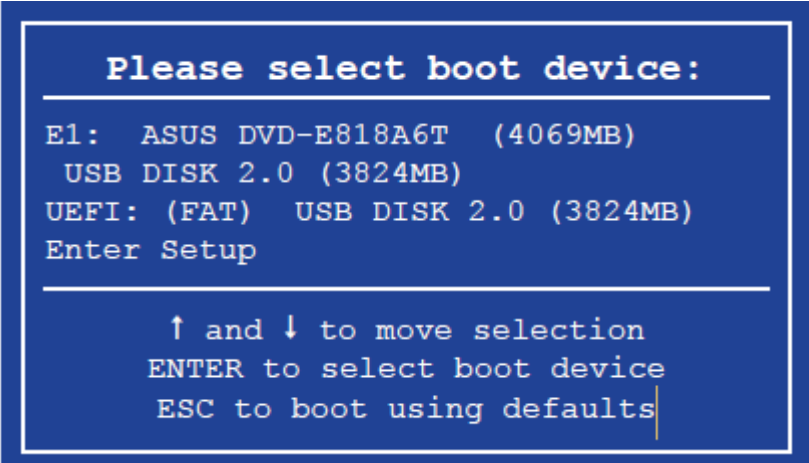 Please select boot device:
E1:  ASUS DVD-E818A6T  (4069MB)
 USB DISK 2.0 (3824MB)
UEFI: (FAT)  USB DISK 2.0 (3824MB)
Enter Setup
↑ and ↓ to move selection
ENTER to select boot device
ESC to boot using defaults